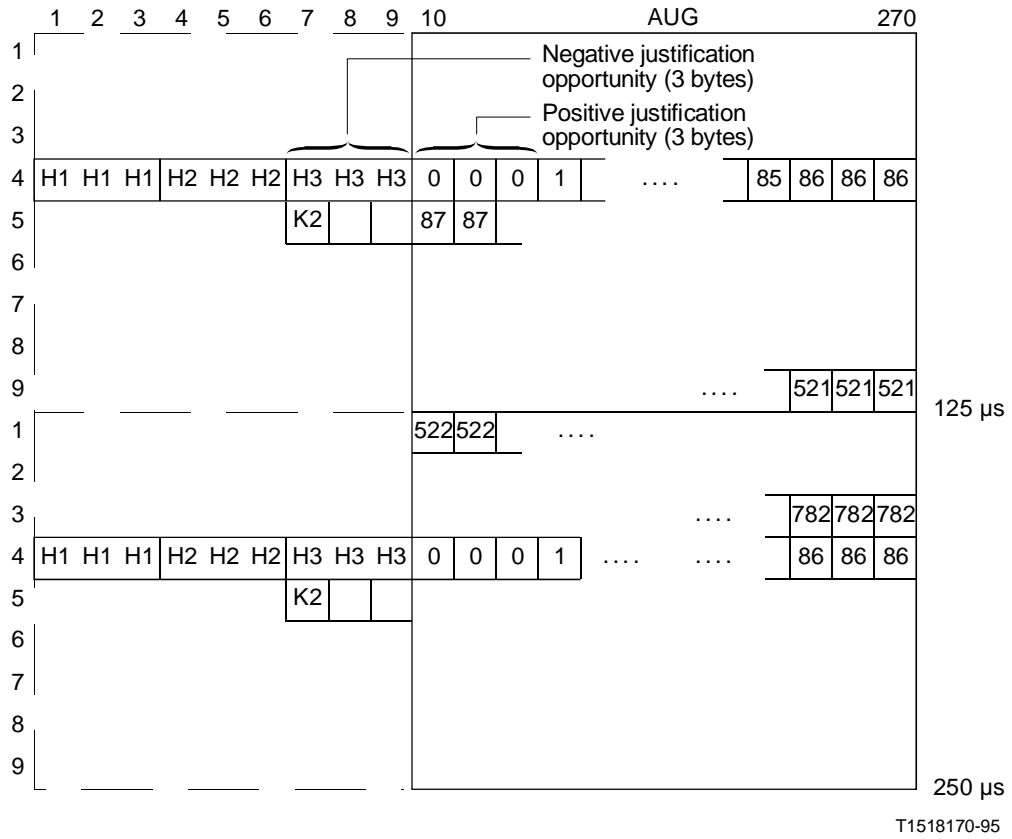 1 2 3 4 5 6 7 8 9 10 AUG 270
1
Negative justification
opportunity (3 bytes)
2
Positive justification
opportunity (3 bytes)
3
4 H1 H1 H1 H2 H2 H2 H3 H3 H3 0 0 0 1 .... 85 86 86 86
5 K2 87 87
6
7
8
9 .... 521 521 521
125 µs
1 522 522 ....
2
3 .... 782 782 782
4 H1 H1 H1 H2 H2 H2 H3 H3 H3 0 0 0 1 .... .... 86 86 86
5 K2
6
7
8
9
250 µs
T1518170-95